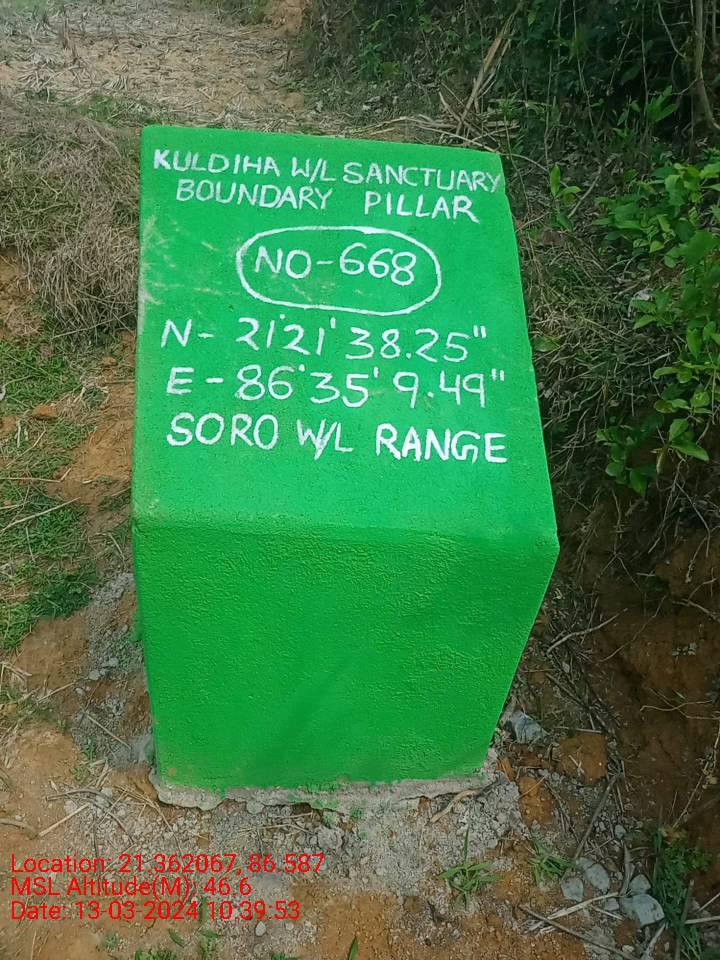 KULDIHA W/L SANCTUARY
BOUNDARY PILLAR
NO-668
N- 21°21' 38.25"
E-86°35' 9.49"
SORO W/L RANGE
Location: 21.362067, 86.587
MSL Altitude(M): 46.6
Date: 13-03-2024 10:39:53